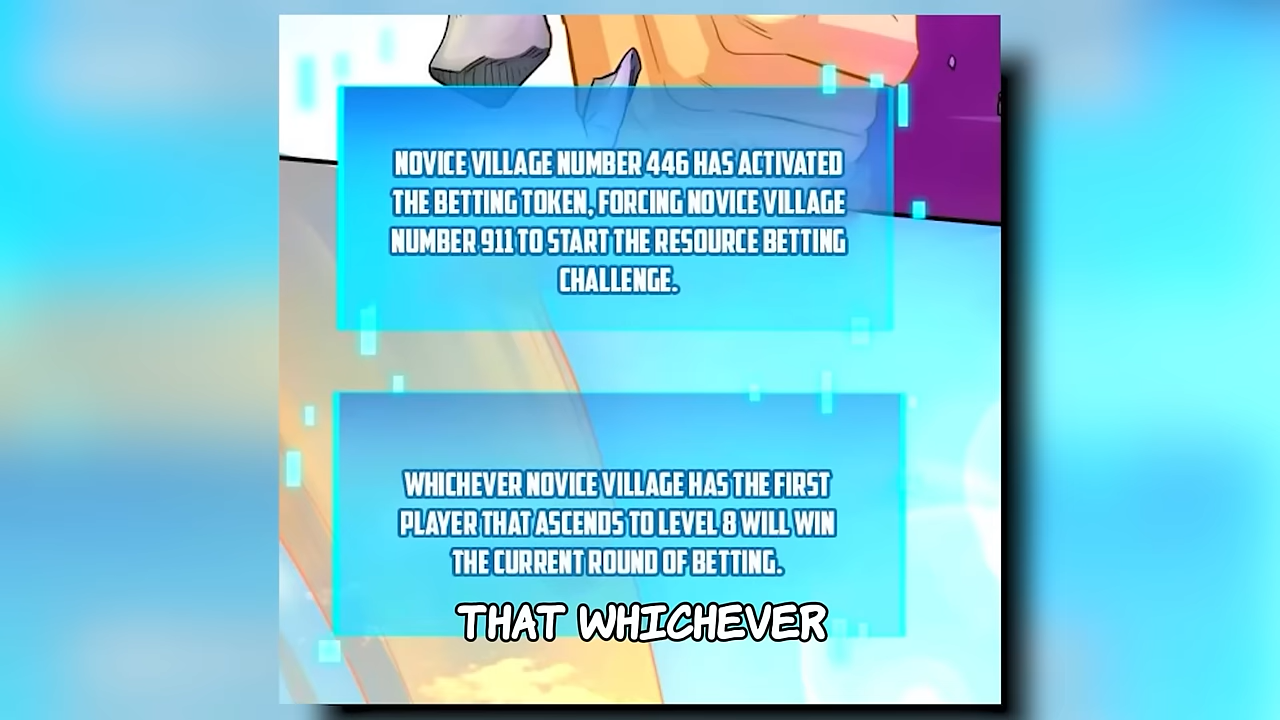 NOVICE VILLAGE NUMBER 446 HAS ACTIVATED
THE BETTING TOKEN, FORCING NOVICE VILLAGE
NUMBER 911 TO START THE RESOURCE BETTING
CHALLENGE.
WHICHEVER NOVICE VILLAGE HAS THE FIRST
PLAYER THAT ASCENDS TO LEVEL 8 WILL WIN
THE CURRENT ROUND OF BETTING.
THAT WHICHEVER